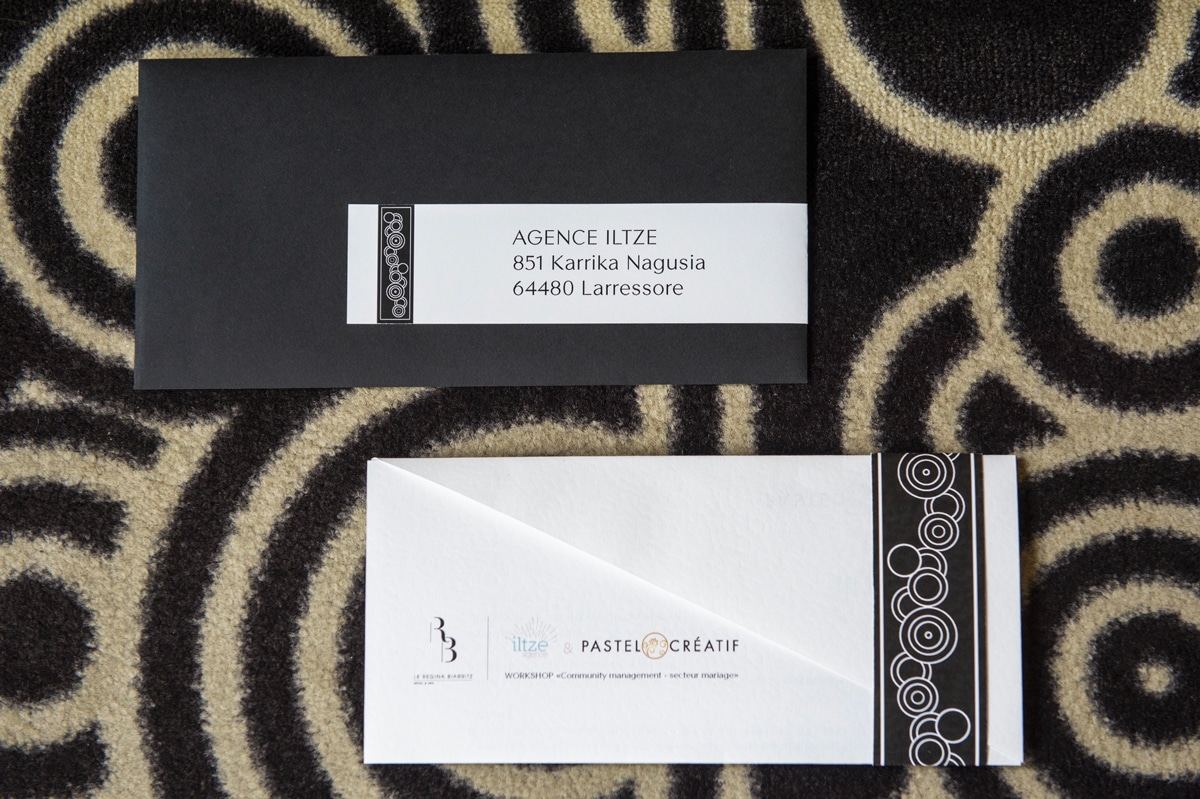 AGENCE ILTZE
851 Karrika Nagusia
64480 Larressore
RB
LE REGINA BIARRITZ
iltze
& PASTEL CRÉATIF
WORKSHOP «Community management - secteur mariage»